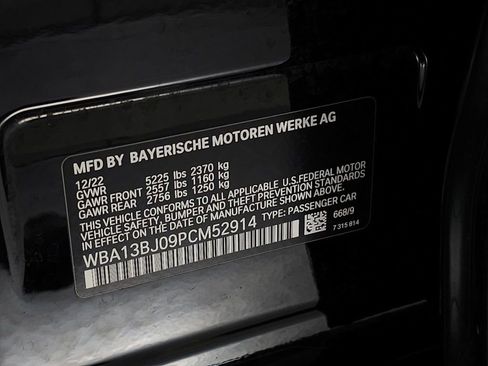 MFD BY BAYERISCHE MOTOREN WERKE AG
12/22
GVWR 5225 lbs 2370 kg
GAWR FRONT 2557 lbs 1160 kg
GAWR REAR 2756 lbs 1250 kg
THIS VEHICLE CONFORMS TO ALL APPLICABLE U.S.FEDERAL MOTOR
VEHICLE SAFETY, BUMPER AND THEFT PREVENTION STANDARDS
IN EFFECT ON THE DATE OF MANUFACTURE SHOWN ABOVE.
WBA13BJ09PCM52914 TYPE: PASSENGER CAR
668/9
7 315 814